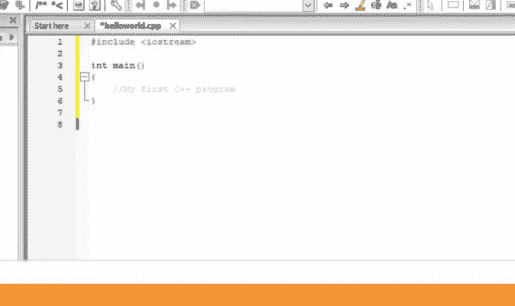 Start here
*helloworld.cpp
1 #include <iostream>
2
3 int main()
4 {
5 //My first C++ program
6 }
7
8